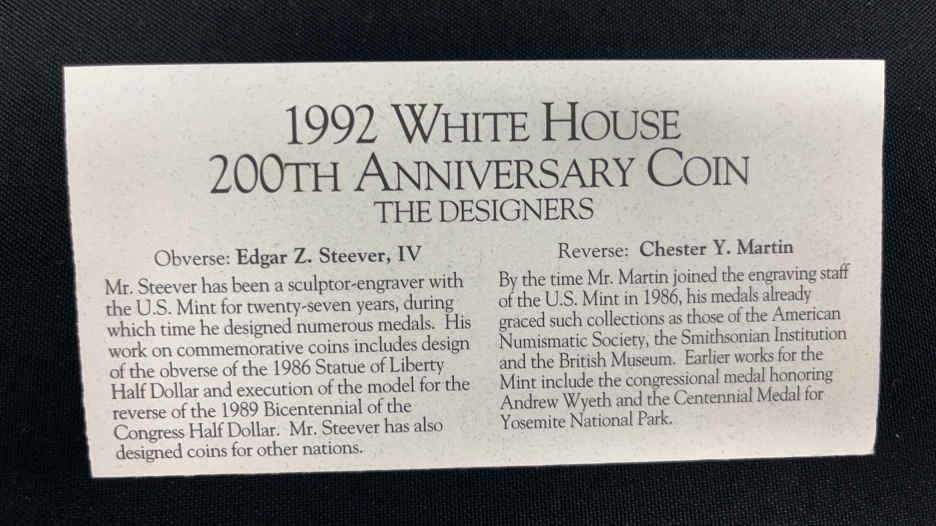 1992 WHITE HOUSE
200TH ANNIVERSARY COIN
THE DESIGNERS
Obverse: Edgar Z. Steever, IV
Mr. Steever has been a sculptor-engraver with
the U.S. Mint for twenty-seven years, during
which time he designed numerous medals. His
work on commemorative coins includes design
of the obverse of the 1986 Statue of Liberty
Half Dollar and execution of the model for the
reverse of the 1989 Bicentennial of the
Congress Half Dollar. Mr. Steever has also
designed coins for other nations.
Reverse: Chester Y. Martin
By the time Mr. Martin joined the engraving staff
of the U.S. Mint in 1986, his medals already
graced such collections as those of the American
Numismatic Society, the Smithsonian Institution
and the British Museum. Earlier works for the
Mint include the congressional medal honoring
Andrew Wyeth and the Centennial Medal for
Yosemite National Park.